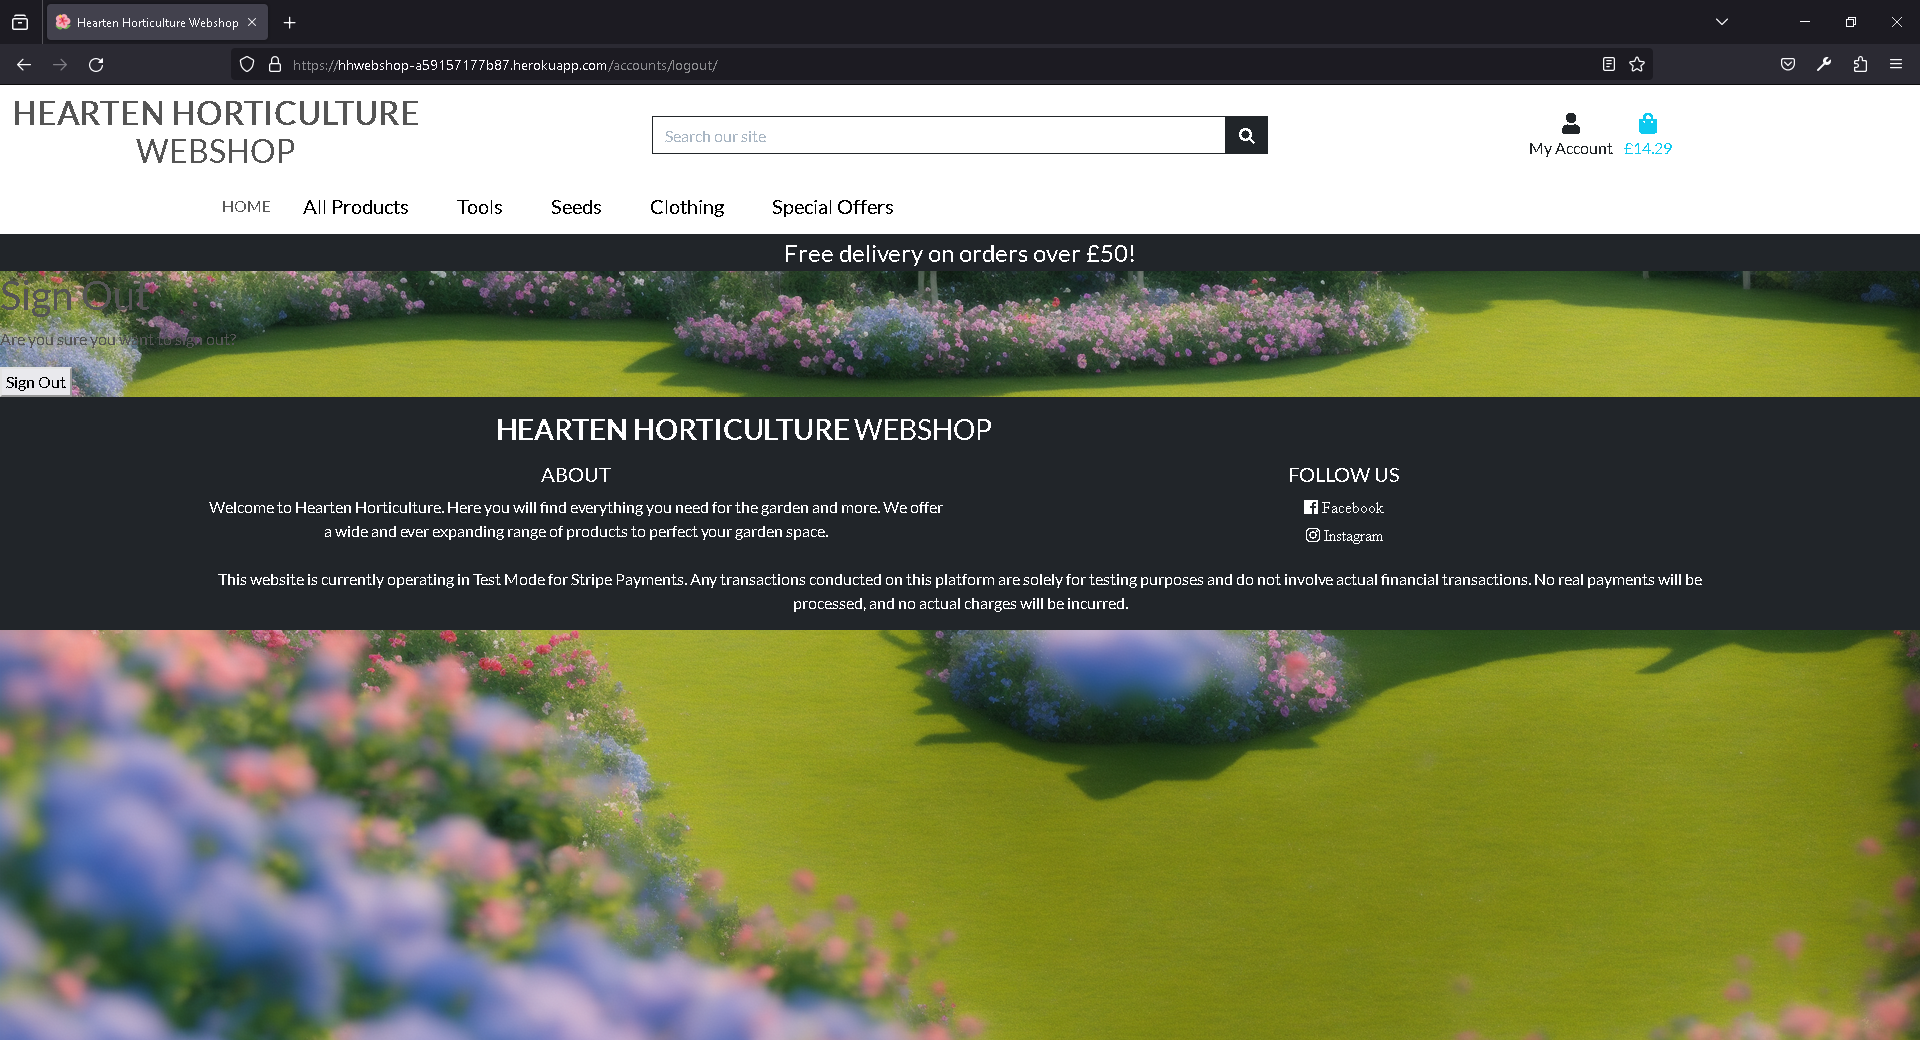 Hearten Horticulture Webshop
https://hhwebshop-a59157177b87.herokuapp.com/accounts/logout/
HEARTEN HORTICULTURE
WEBSHOP
Search our site
My Account
£14.29
HOME All Products Tools Seeds Clothing Special Offers
Free delivery on orders over £50!
Sign Out
Are you sure you want to sign out?
Sign Out
HEARTEN HORTICULTURE WEBSHOP
ABOUT
Welcome to Hearten Horticulture. Here you will find everything you need for the garden and more. We offer
a wide and ever expanding range of products to perfect your garden space.
FOLLOW US
Facebook
Instagram
This website is currently operating in Test Mode for Stripe Payments. Any transactions conducted on this platform are solely for testing purposes and do not involve actual financial transactions. No real payments will be
processed, and no actual charges will be incurred.